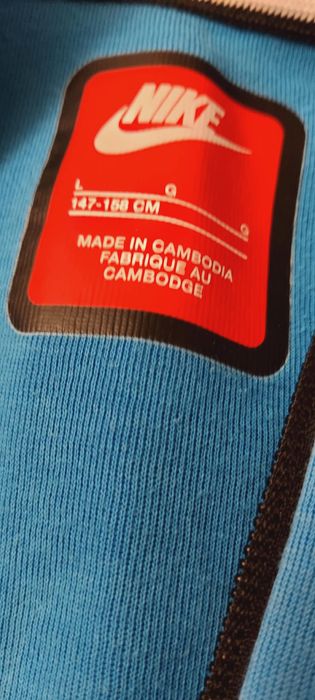 NIKE
L G G
147-158 CM
MADE IN CAMBODIA
FABRIQUE AU
CAMBODGE